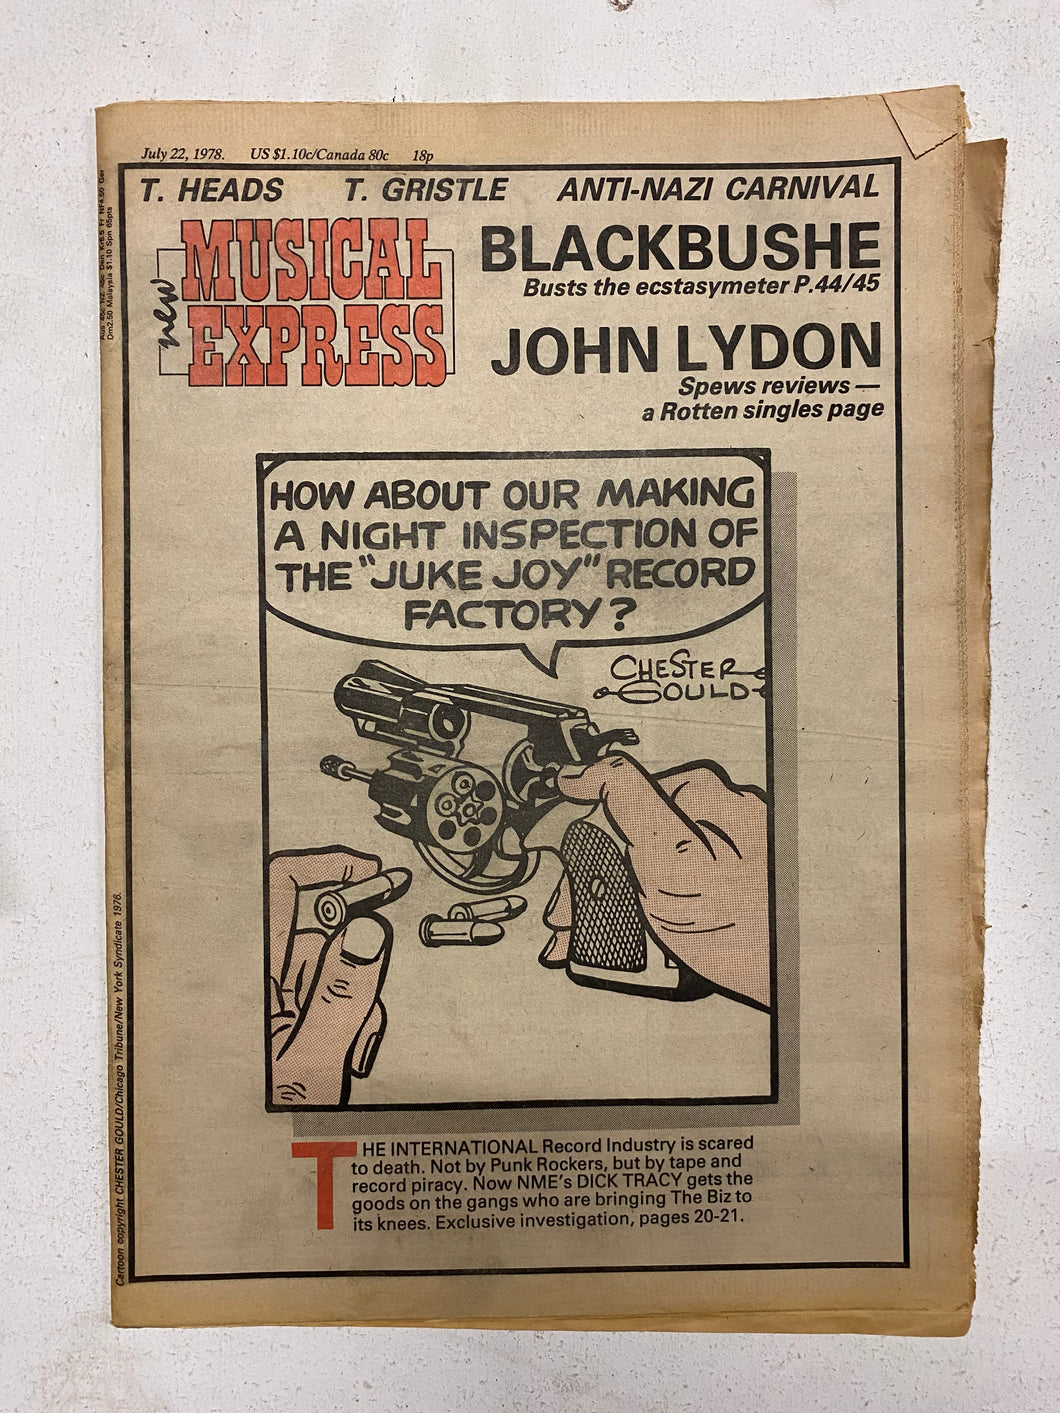 July 22, 1978. US $1.10c/Canada 80c 18p
T. HEADS T. GRISTLE ANTI-NAZI CARNIVAL
new
MUSICAL
EXPRESS
BLACKBUSHE
Busts the ecstasymeter P.44/45
JOHN LYDON
Spews reviews —
a Rotten singles page
HOW ABOUT OUR MAKING
A NIGHT INSPECTION OF
THE "JUKE JOY" RECORD
FACTORY?
CHESTER
GOULD
THE INTERNATIONAL Record Industry is scared
to death. Not by Punk Rockers, but by tape and
record piracy. Now NME's DICK TRACY gets the
goods on the gangs who are bringing The Biz to
its knees. Exclusive investigation, pages 20-21.
Malaysia $1.10 Spn 65pts
Cartoon copyright CHESTER GOULD/Chicago Tribune/New York Syndicate 1976.